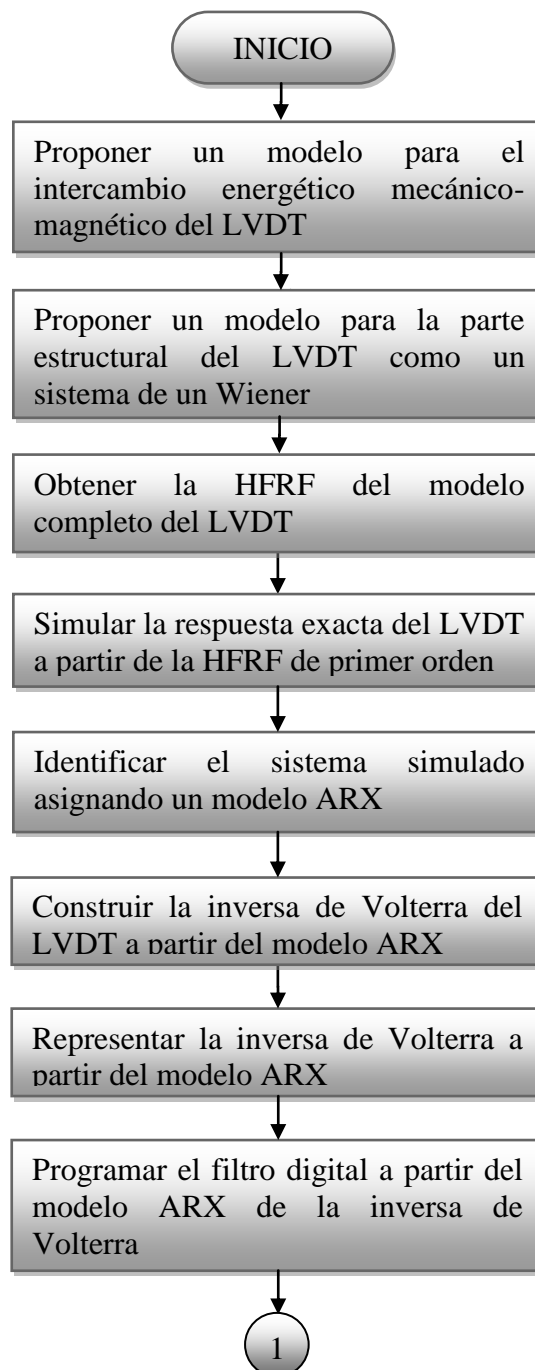 INICIO
Proponer un modelo para el
intercambio energético mecánico-
magnético del LVDT
Proponer un modelo para la parte
estructural del LVDT como un
sistema de un Wiener
Obtener la HFRF del modelo
completo del LVDT
Simular la respuesta exacta del LVDT
a partir de la HFRF de primer orden
Identificar el sistema simulado
asignando un modelo ARX
Construir la inversa de Volterra del
LVDT a partir del modelo ARX
Representar la inversa de Volterra a
partir del modelo ARX
Programar el filtro digital a partir del
modelo ARX de la inversa de
Volterra
1